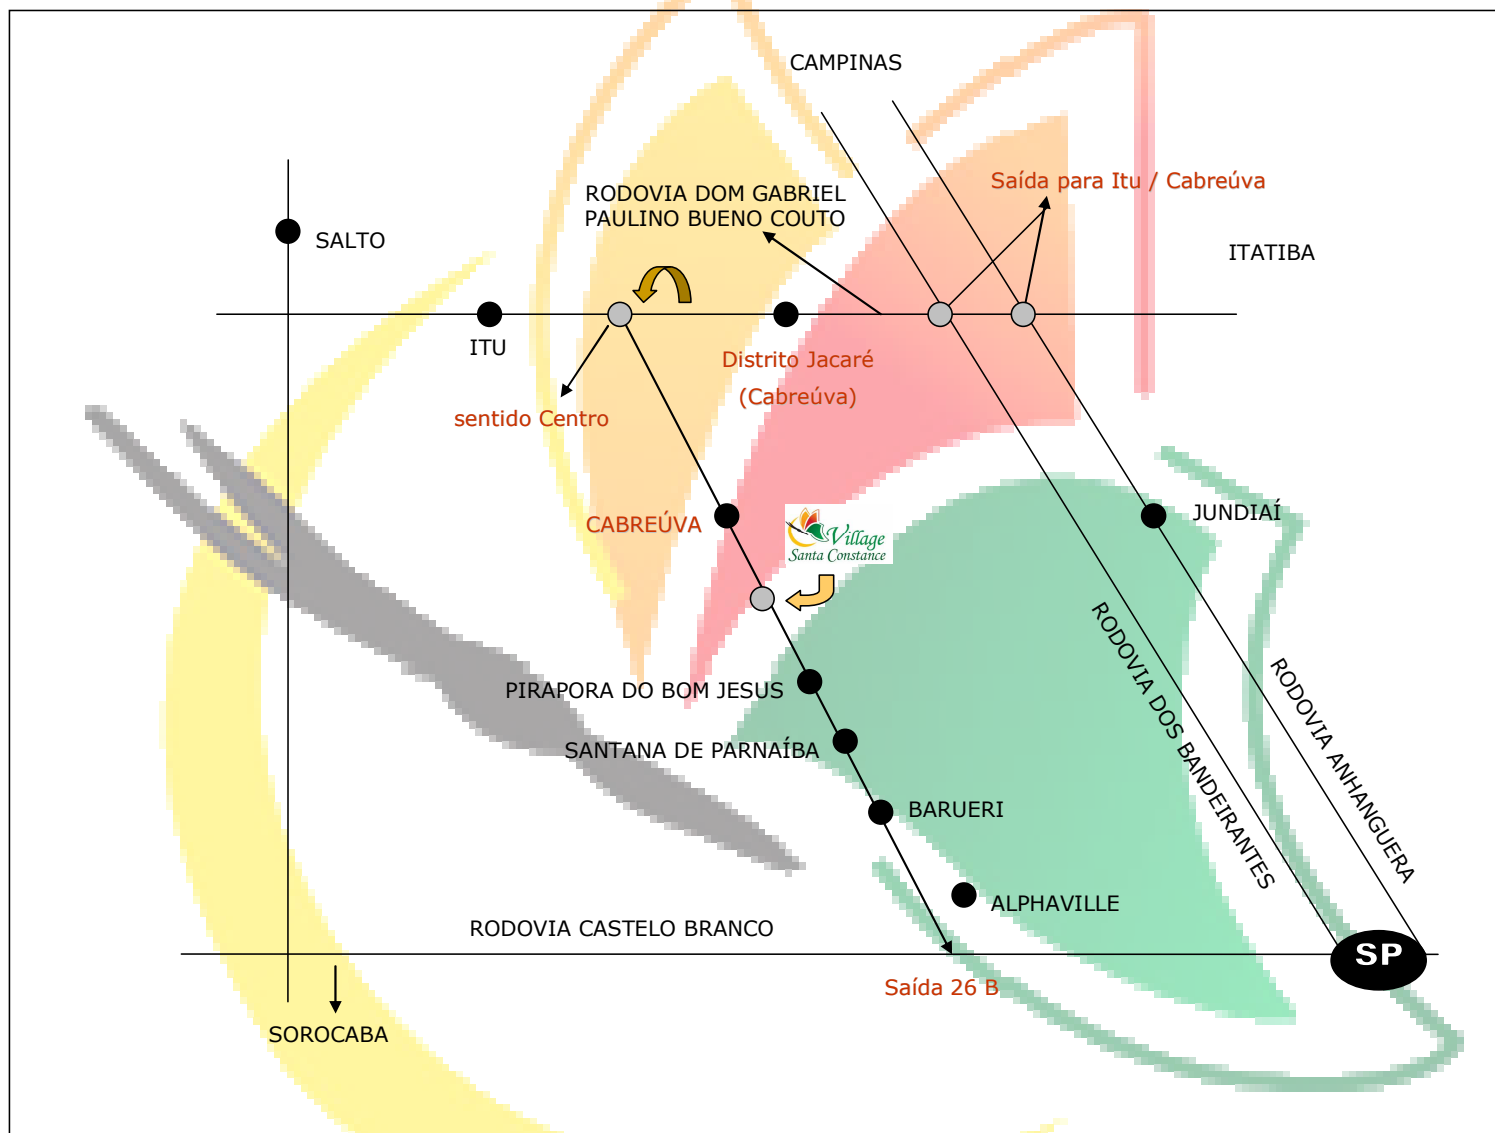 CAMPINAS
Saída para Itu / Cabreúva
RODOVIA DOM GABRIEL
PAULINO BUENO COUTO
SALTO
ITATIBA
ITU
Distrito Jacaré
(Cabreúva)
sentido Centro
CABREÚVA
Village
Santa Constance
JUNDIAÍ
RODOVIA DOS BANDEIRANTES
RODOVIA ANHANGUERA
PIRAPORA DO BOM JESUS
SANTANA DE PARNAÍBA
BARUERI
ALPHAVILLE
RODOVIA CASTELO BRANCO
SP
Saída 26 B
SOROCABA